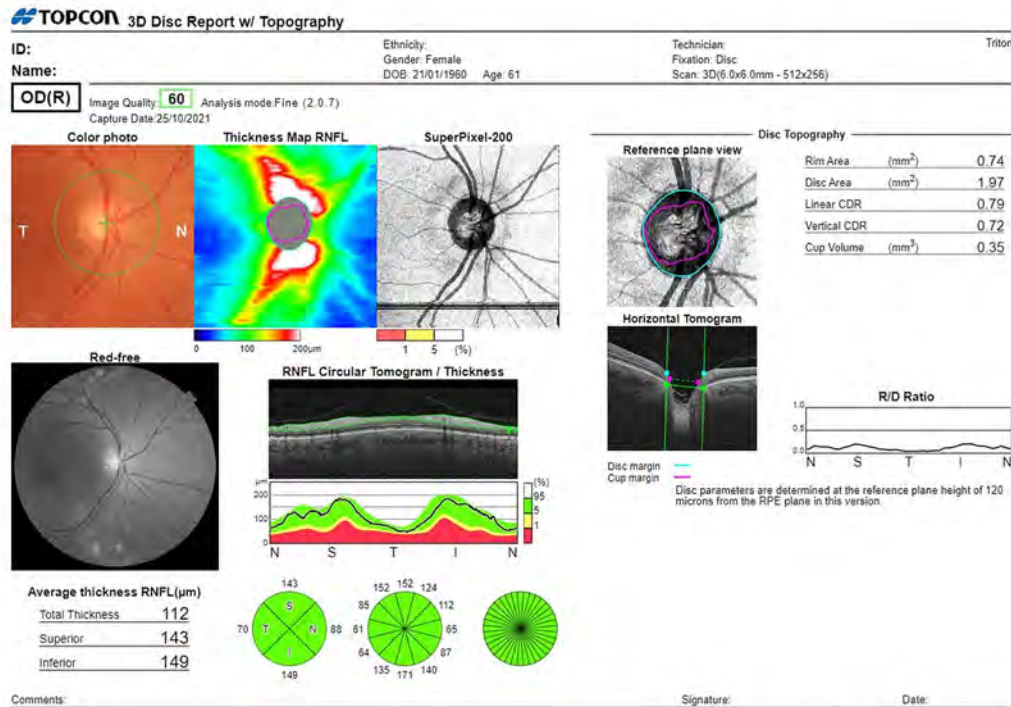 TOPCON 3D Disc Report w/ Topography
ID:
Name:
Ethnicity:
Gender: Female
DOB: 21/01/1960 Age: 61
Technician:
Fixation: Disc
Scan: 3D(6.0x6.0mm - 512x256)
Triton
OD(R) Image Quality: 60 Analysis mode:Fine (2.0.7)
Capture Date:25/10/2021
Color photo
T N
Thickness Map RNFL
0 100 200μm
SuperPixel-200
1 5 (%)
Disc Topography
Reference plane view
Rim Area (mm²) 0.74
Disc Area (mm²) 1.97
Linear CDR 0.79
Vertical CDR 0.72
Cup Volume (mm³) 0.35
Horizontal Tomogram
Disc margin
Cup margin
R/D Ratio
1.0
0.5
0.0
N S T I N
Disc parameters are determined at the reference plane height of 120
microns from the RPE plane in this version.
Red-free
RNFL Circular Tomogram / Thickness
μm
200
100
0
N S T I N
(%)
95
5
1
Average thickness RNFL(μm)
Total Thickness 112
Superior 143
Inferior 149
143
S
70 T N 88
I
149
152 152 124
85 112
61 65
64 87
135 171 140
Comments:
Signature:
Date: